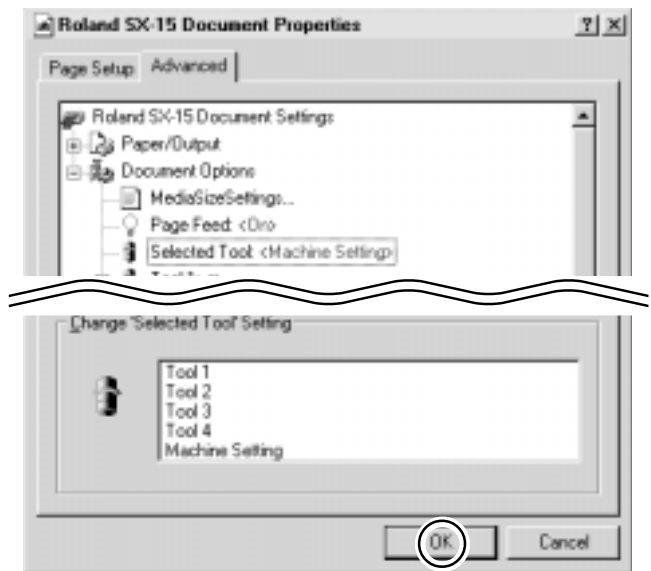 Roland SX-15 Document Properties
Page Setup Advanced
Roland SX-15 Document Settings
Paper/Output
Document Options
MediaSizeSettings...
Page Feed: <On>
Selected Tool: <Machine Setting>
Change 'Selected Tool' Setting
Tool 1
Tool 2
Tool 3
Tool 4
Machine Setting
OK Cancel